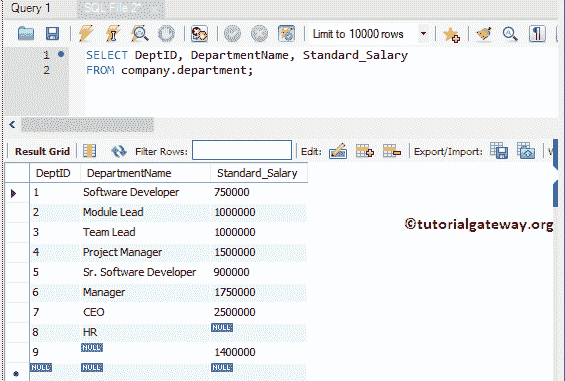 Query 1 SQL File 2*
Limit to 10000 rows
1 SELECT DeptID, DepartmentName, Standard_Salary
2 FROM company.department;
Result Grid Filter Rows: Edit: Export/Import:
DeptID DepartmentName Standard_Salary
1 Software Developer 750000
2 Module Lead 1000000
3 Team Lead 1000000
©tutorialgateway.org
4 Project Manager 1500000
5 Sr. Software Developer 900000
6 Manager 1750000
7 CEO 2500000
8 HR NULL
9 NULL 1400000
NULL NULL NULL